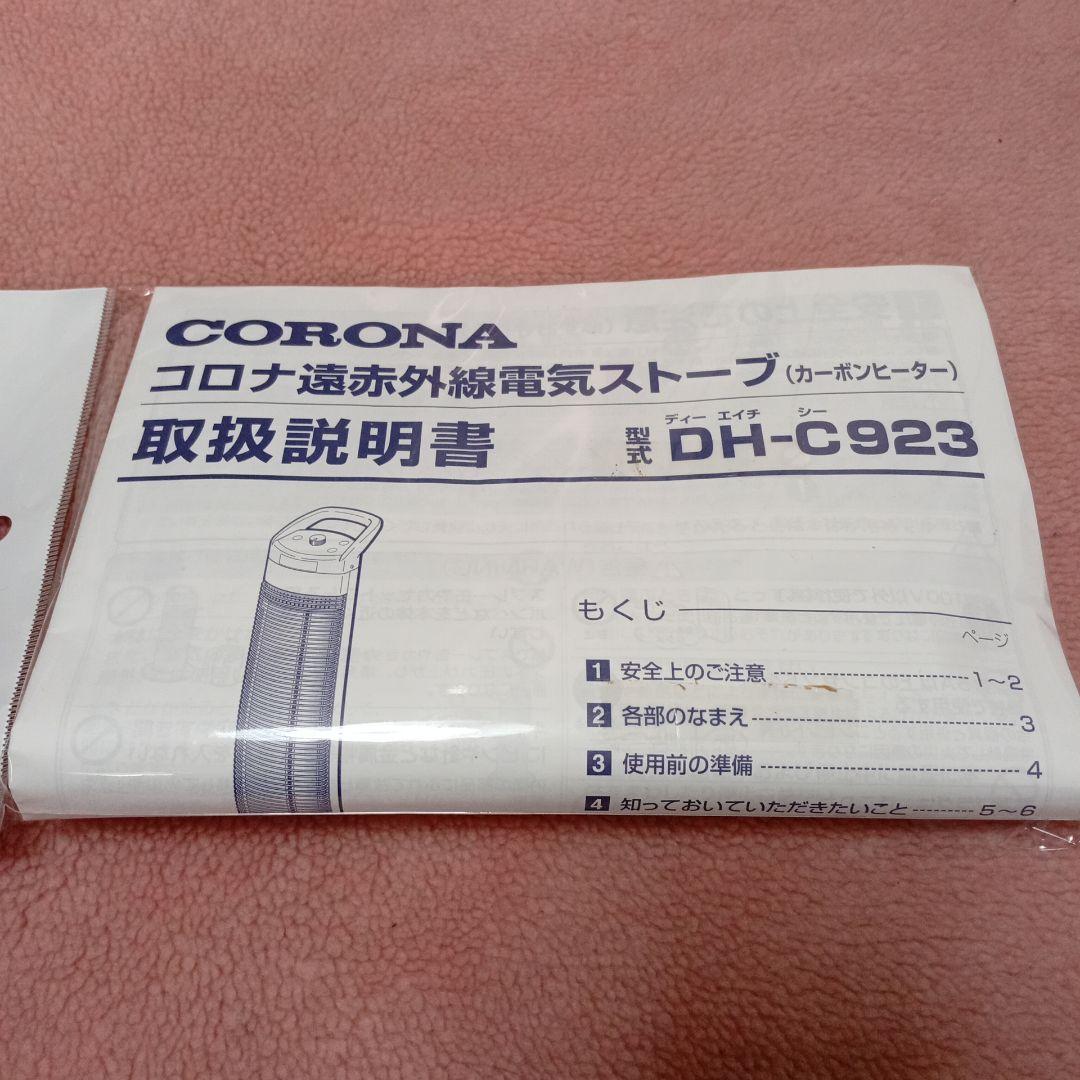 CORONA
コロナ遠赤外線電気ストーブ(カーボンヒーター)
取扱説明書
ディー エイチ シー
型式 DH-C923
もくじ
ページ
1 安全上のご注意 1〜2
2 各部のなまえ 3
3 使用前の準備 4
4 知っておいていただきたいこと 5〜6